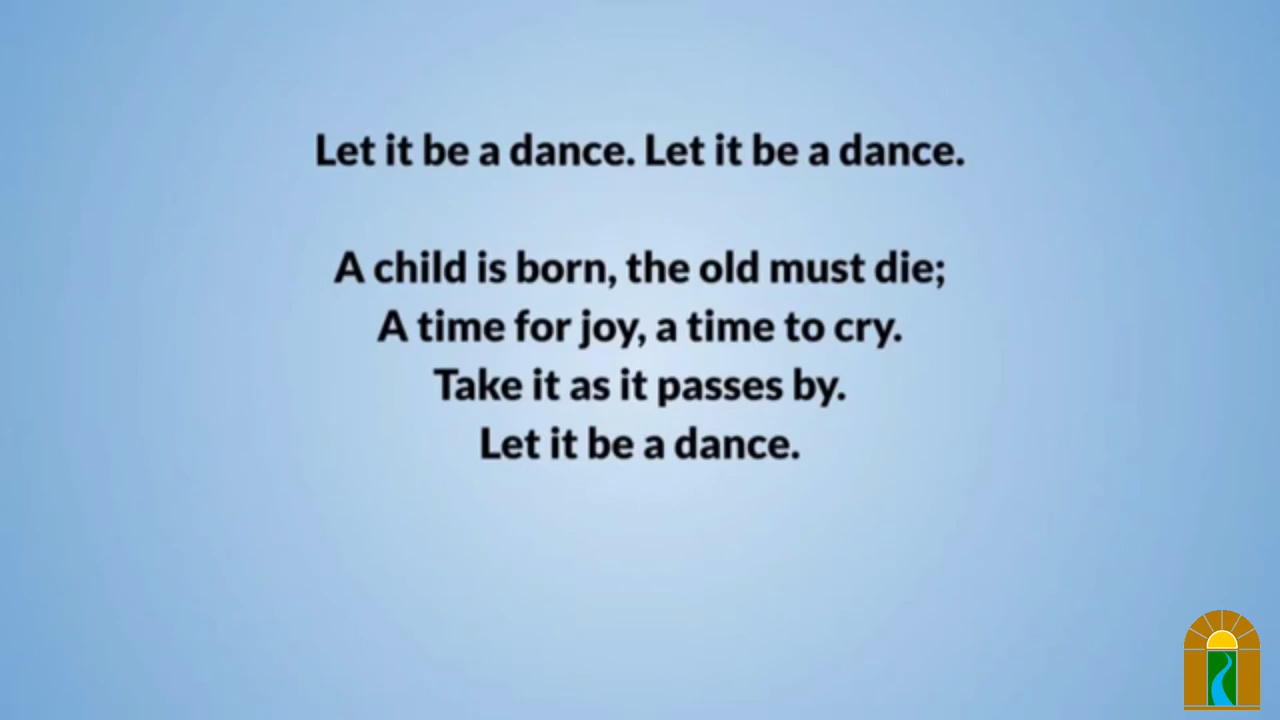 Let it be a dance. Let it be a dance.
A child is born, the old must die;
A time for joy, a time to cry.
Take it as it passes by.
Let it be a dance.